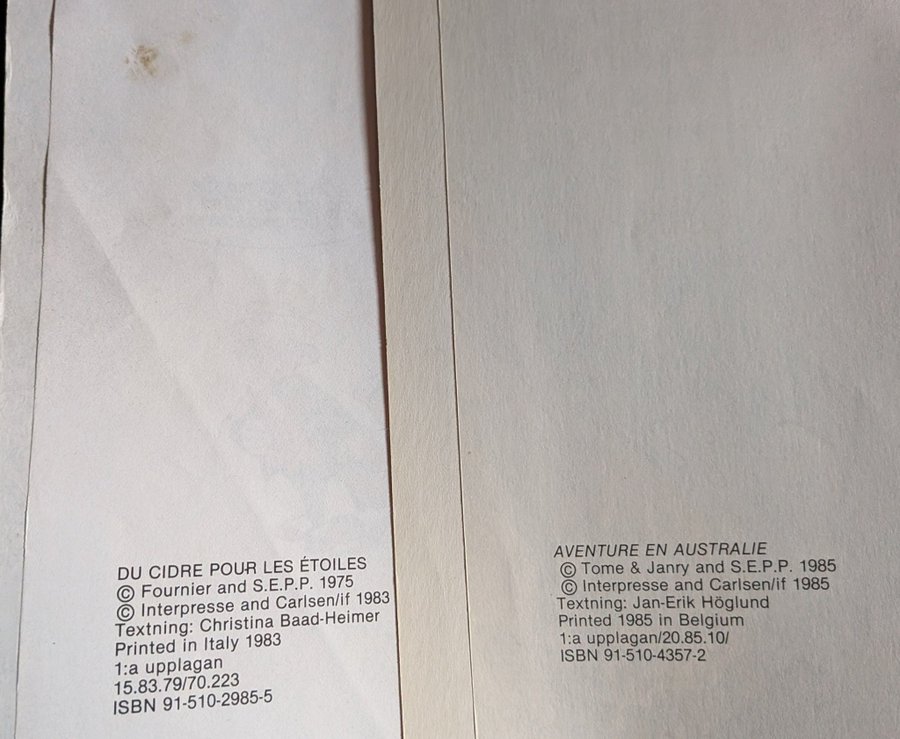 DU CIDRE POUR LES ÉTOILES
© Fournier and S.E.P.P. 1975
© Interpresse and Carlsen/if 1983
Textning: Christina Baad-Heimer
Printed in Italy 1983
1:a upplagan
15.83.79/70.223
ISBN 91-510-2985-5
AVENTURE EN AUSTRALIE
© Tome & Janry and S.E.P.P. 1985
© Interpresse and Carlsen/if 1985
Textning: Jan-Erik Höglund
Printed 1985 in Belgium
1:a upplagan/20.85.10/
ISBN 91-510-4357-2